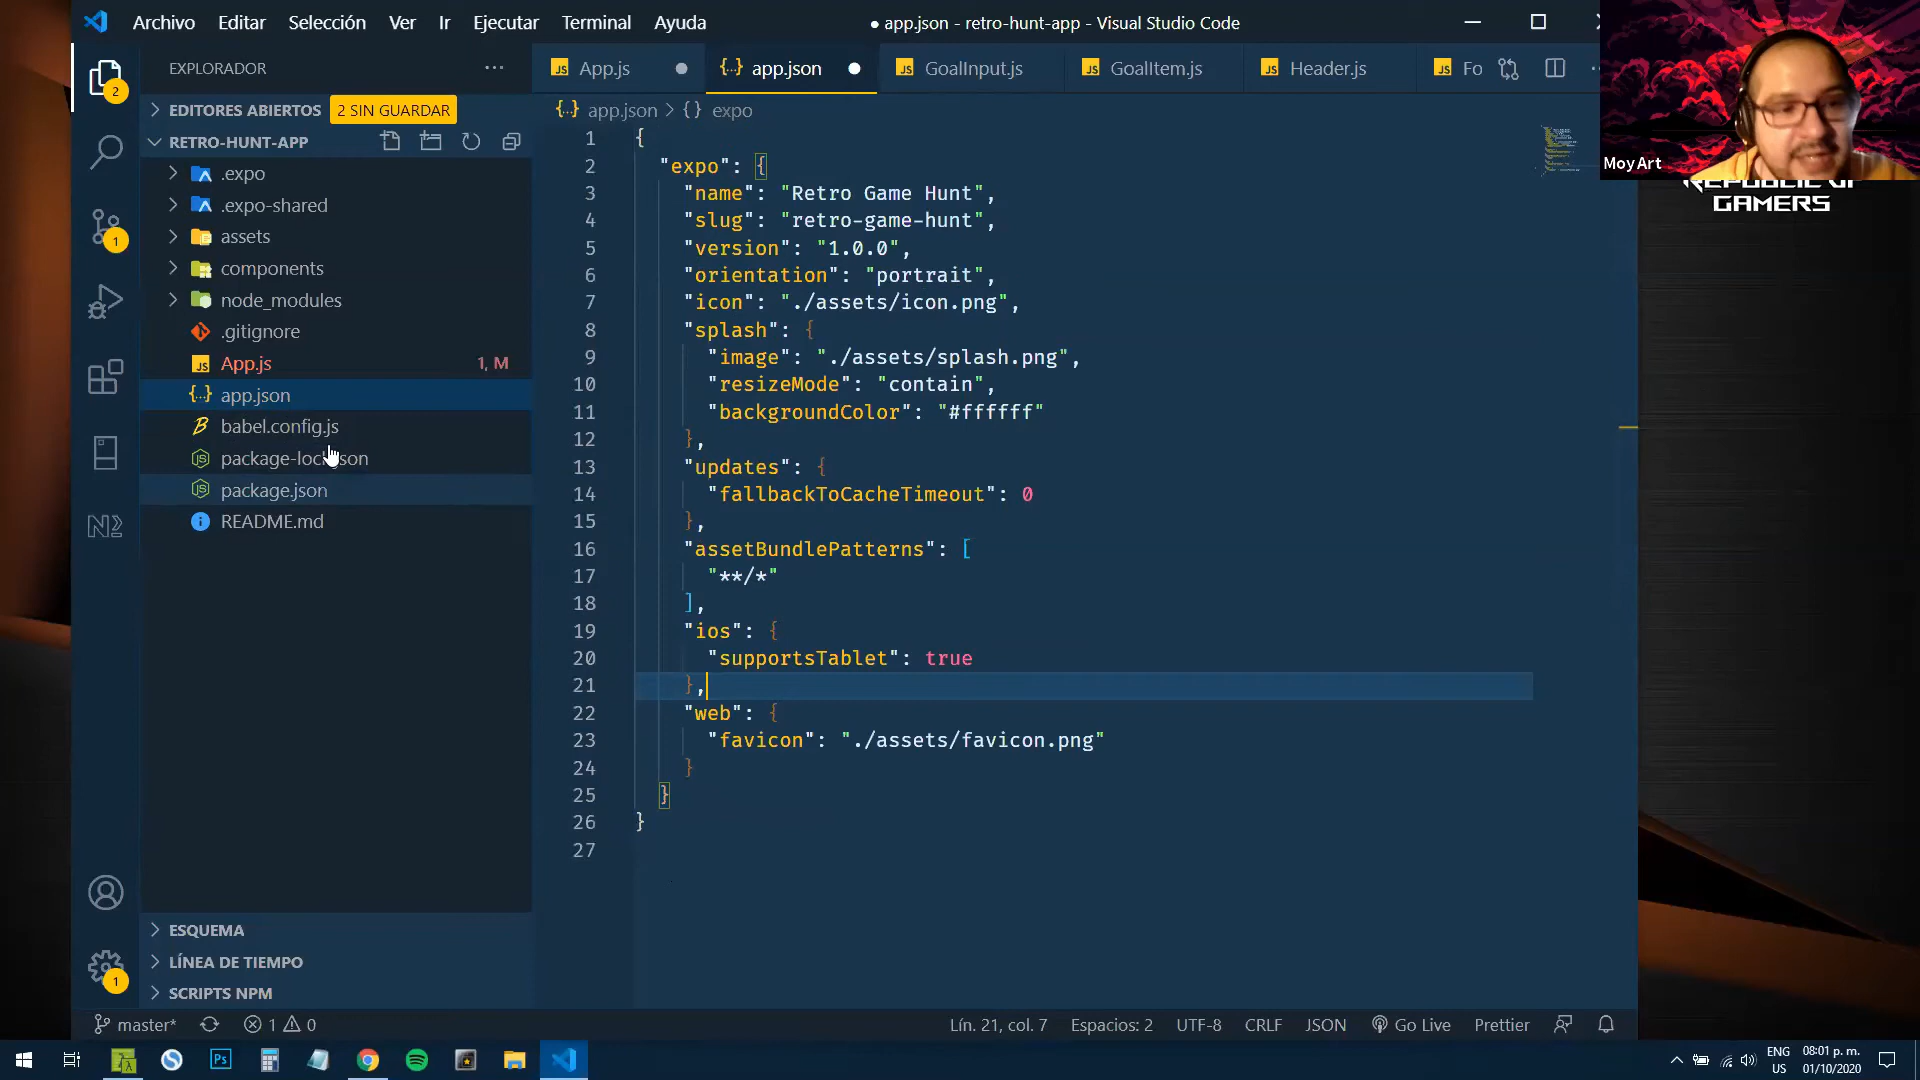 Archivo Editar Selección Ver Ir Ejecutar Terminal Ayuda
● app.json - retro-hunt-app - Visual Studio Code
EXPLORADOR
App.js
app.json
GoalInput.js
GoalItem.js
Header.js
Fo
EDITORES ABIERTOS 2 SIN GUARDAR
RETRO-HUNT-APP
.expo
.expo-shared
assets
components
node_modules
.gitignore
App.js 1, M
app.json
babel.config.js
package.json
README.md
ESQUEMA
LÍNEA DE TIEMPO
SCRIPTS NPM
app.json > {} expo
1 {
2 "expo": {
3 "name": "Retro Game Hunt",
4 "slug": "retro-game-hunt",
5 "version": "1.0.0",
6 "orientation": "portrait",
7 "icon": "./assets/icon.png",
8 "splash": {
9 "image": "./assets/splash.png",
10 "resizeMode": "contain",
11 "backgroundColor": "#ffffff"
12 },
13 "updates": {
14 "fallbackToCacheTimeout": 0
15 },
16 "assetBundlePatterns": [
17 "**/*"
18 ],
19 "ios": {
20 "supportsTablet": true
21 },
22 "web": {
23 "favicon": "./assets/favicon.png"
24 }
25 }
26 }
27
Moy Art
REPUBLIC OF
GAMERS
2
1
1
master* 1 0
Lín. 21, col. 7 Espacios: 2 UTF-8 CRLF JSON Go Live Prettier
Ps
ENG
US
08:01 p. m.
01/10/2020